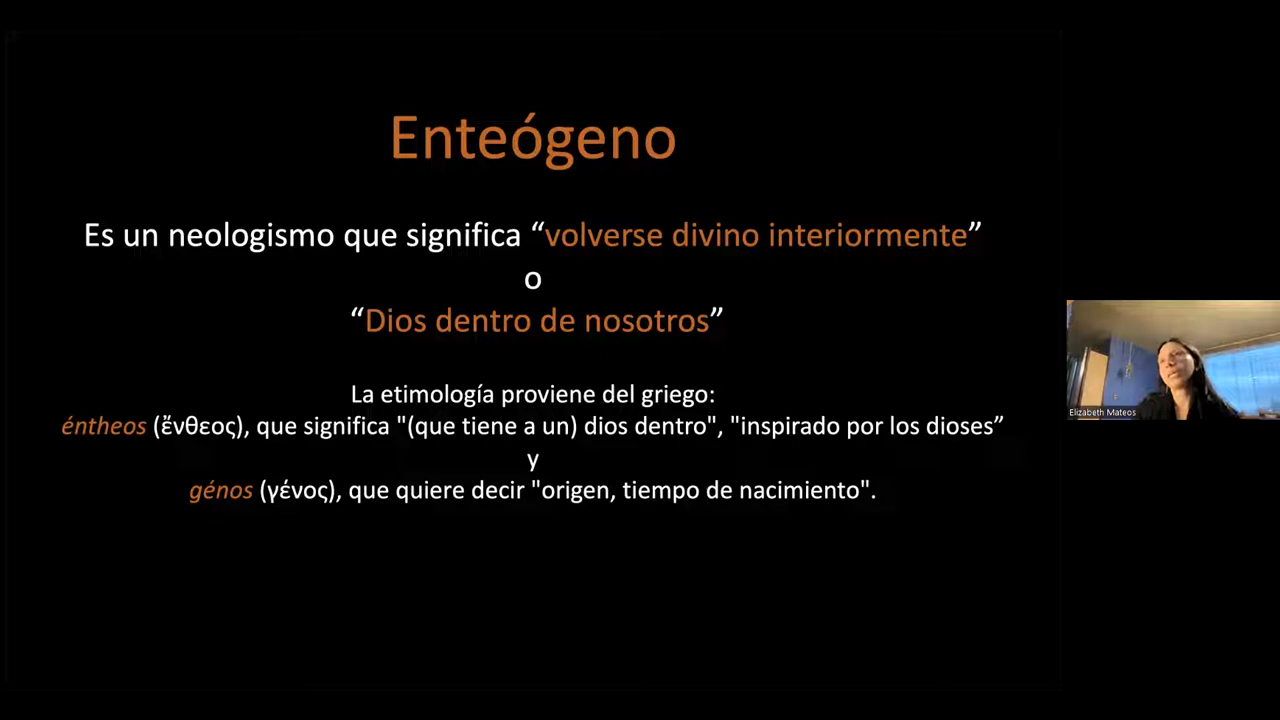 Enteógeno
Es un neologismo que significa “volverse divino interiormente”
o
“Dios dentro de nosotros”
La etimología proviene del griego:
éntheos (ἔνθεος), que significa "(que tiene a un) dios dentro", "inspirado por los dioses”
y
génos (γένος), que quiere decir "origen, tiempo de nacimiento".
Elizabeth Mateos